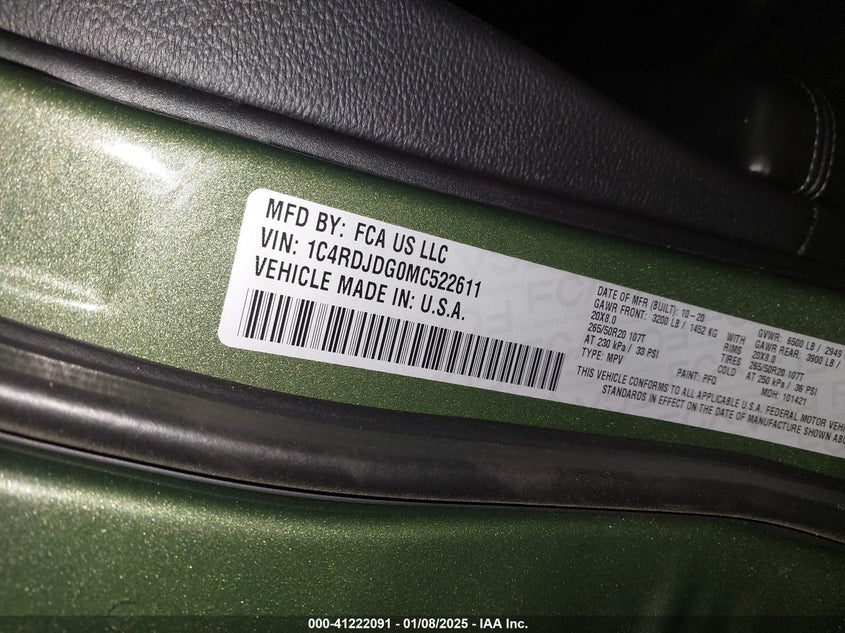 MFD BY: FCA US LLC
VIN: 1C4RDJDG0MC522611
VEHICLE MADE IN: U.S.A.
DATE OF MFR (BUILT): 10-20
GAWR FRONT: 3200 LB / 1452 KG
20X8.0
265/50R20 107T
AT 230 kPa / 33 PSI
TYPE: MPV
WITH
RIMS
TIRES
COLD
PAINT: PFQ
GVWR: 6500 LB / 2949
GAWR REAR: 3900 LB /
20X8.0
265/50R20 107T
AT 250 kPa / 36 PSI
MDH: 101421
THIS VEHICLE CONFORMS TO ALL APPLICABLE U.S.A. FEDERAL MOTOR
STANDARDS IN EFFECT ON THE DATE OF MANUFACTURE SHOWN
000-41222091 - 01/08/2025 - IAA Inc.